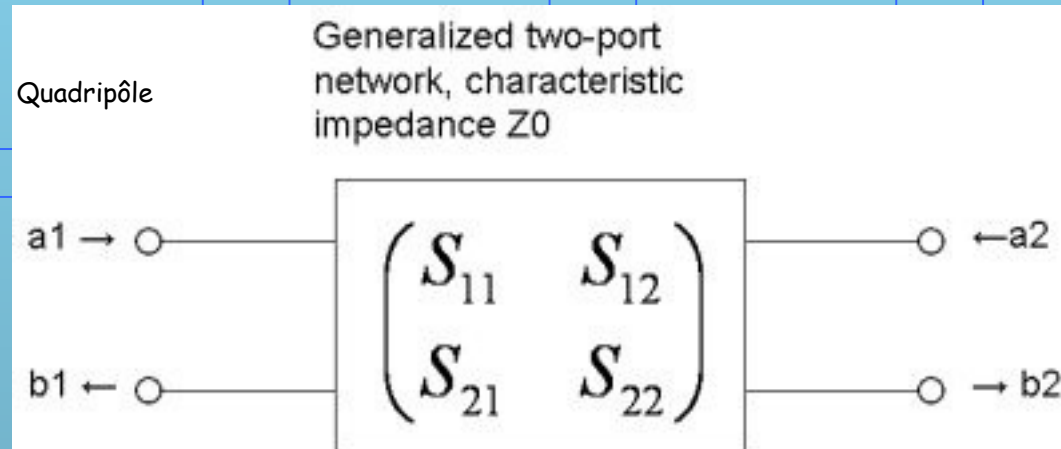 Generalized two-port
network, characteristic
impedance Z0
Quadripôle
a1 → ←a2
S11 S12
b1 ← → b2
S21 S22